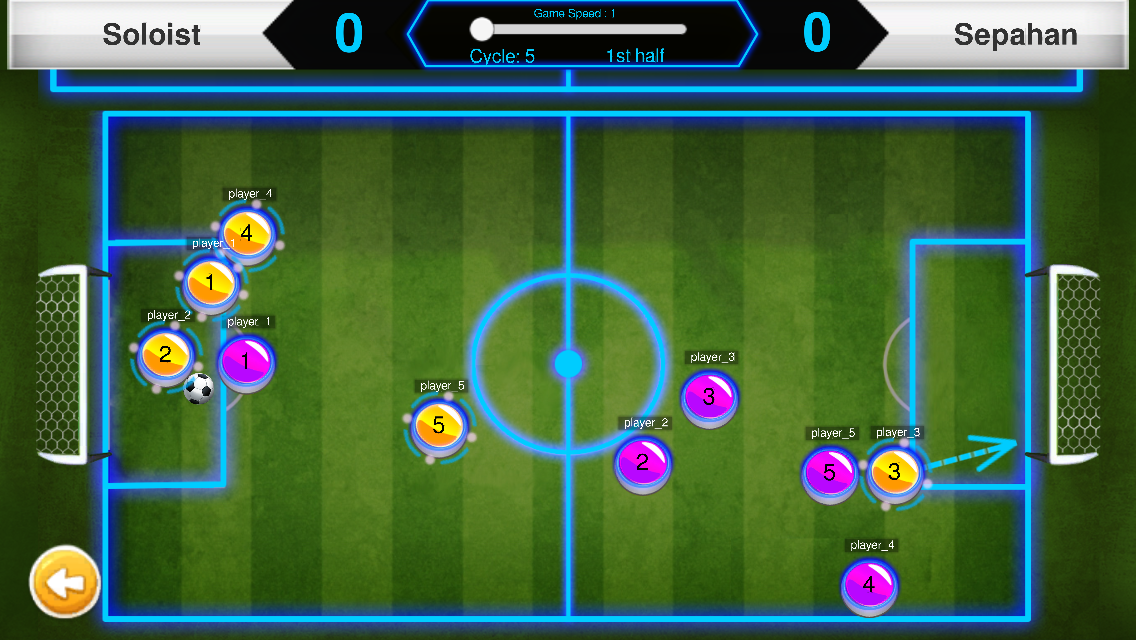 Soloist
0
Game Speed : 1
Cycle: 5
1st half
0
Sepahan
player_4
4
player_1
1
player_2
2
player_1
1
player_3
3
player_5
5
player_2
2
player_5
5
player_3
3
player_4
4